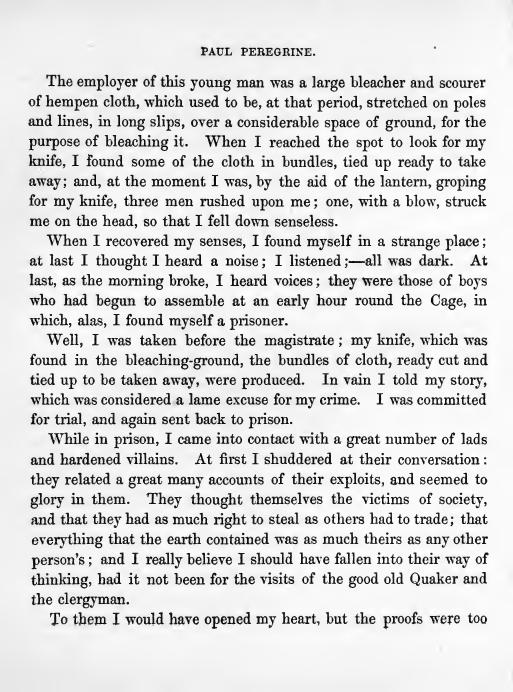 PAUL PEREGRINE.
The employer of this young man was a large bleacher and scourer
of hempen cloth, which used to be, at that period, stretched on poles
and lines, in long slips, over a considerable space of ground, for the
purpose of bleaching it. When I reached the spot to look for my
knife, I found some of the cloth in bundles, tied up ready to take
away; and, at the moment I was, by the aid of the lantern, groping
for my knife, three men rushed upon me; one, with a blow, struck
me on the head, so that I fell down senseless.
When I recovered my senses, I found myself in a strange place;
at last I thought I heard a noise; I listened;—all was dark. At
last, as the morning broke, I heard voices; they were those of boys
who had begun to assemble at an early hour round the Cage, in
which, alas, I found myself a prisoner.
Well, I was taken before the magistrate; my knife, which was
found in the bleaching-ground, the bundles of cloth, ready cut and
tied up to be taken away, were produced. In vain I told my story,
which was considered a lame excuse for my crime. I was committed
for trial, and again sent back to prison.
While in prison, I came into contact with a great number of lads
and hardened villains. At first I shuddered at their conversation:
they related a great many accounts of their exploits, and seemed to
glory in them. They thought themselves the victims of society,
and that they had as much right to steal as others had to trade; that
everything that the earth contained was as much theirs as any other
person's; and I really believe I should have fallen into their way of
thinking, had it not been for the visits of the good old Quaker and
the clergyman.
To them I would have opened my heart, but the proofs were too